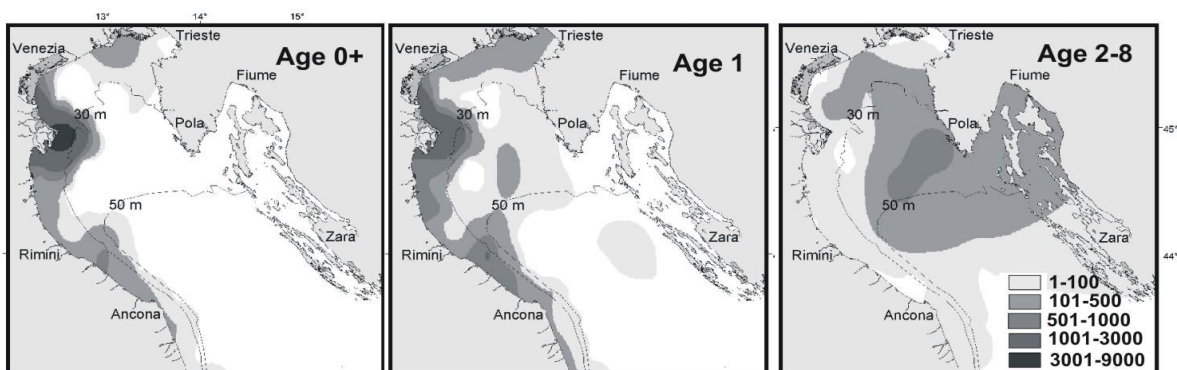 13° 14° 15°
Venezia
Trieste
Age 0+
Fiume
30 m
Pola
50 m
Zara
Rimini
Ancona
Venezia
Trieste
Age 1
Fiume
30 m
Pola
50 m
Zara
Rimini
Ancona
Venezia
Trieste
Age 2-8
Fiume
30 m
Pola
45°
50 m
Zara
Rimini
44°
Ancona
1-100
101-500
501-1000
1001-3000
3001-9000